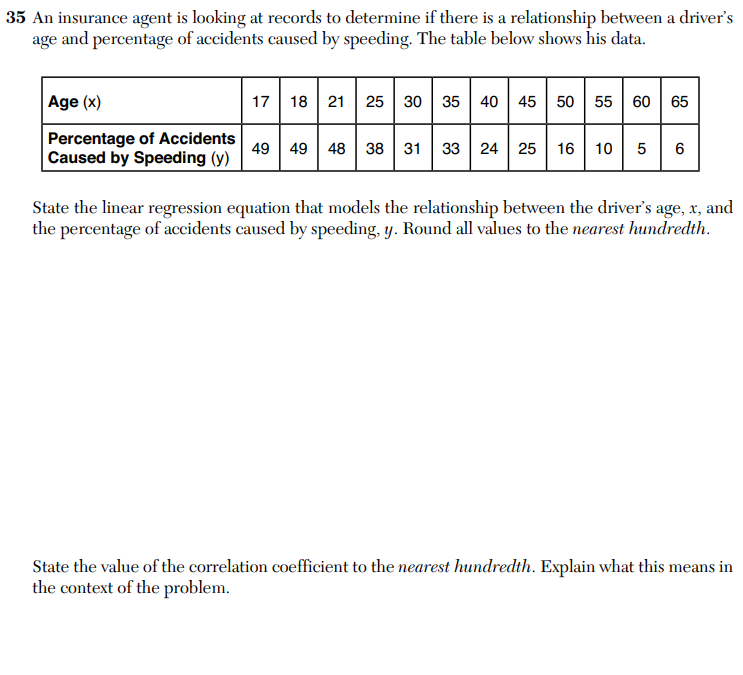 35 An insurance agent is looking at records to determine if there is a relationship between a driver's
age and percentage of accidents caused by speeding. The table below shows his data.
Age (x) 17 18 21 25 30 35 40 45 50 55 60 65
Percentage of Accidents
Caused by Speeding (y) 49 49 48 38 31 33 24 25 16 10 5 6
State the linear regression equation that models the relationship between the driver's age, x, and
the percentage of accidents caused by speeding, y. Round all values to the nearest hundredth.
State the value of the correlation coefficient to the nearest hundredth. Explain what this means in
the context of the problem.